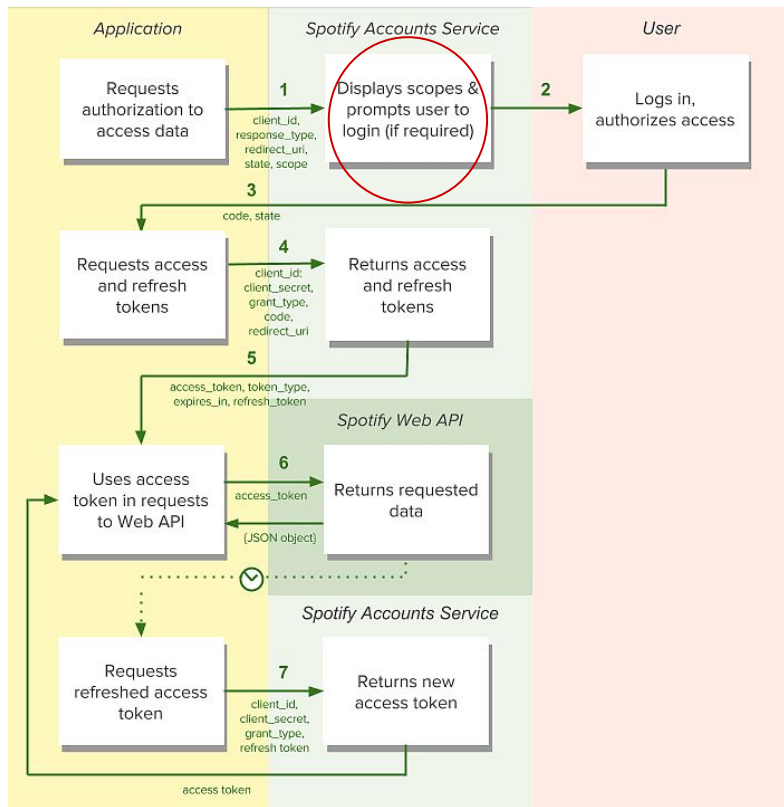 Application
Spotify Accounts Service
User
Requests
authorization to
access data
1
client_id,
response_type,
redirect_uri,
state, scope
Displays scopes &
prompts user to
login (if required)
2
Logs in,
authorizes access
3
code, state
Requests access
and refresh
tokens
4
client_id:
client_secret,
grant_type,
code,
redirect_uri
Returns access
and refresh
tokens
5
access_token, token_type,
expires_in, refresh_token
Spotify Web API
Uses access
token in requests
to Web API
6
access_token
{JSON object}
Returns requested
data
Spotify Accounts Service
Requests
refreshed access
token
7
client_id,
client_secret,
grant_type,
refresh token
Returns new
access token
access token